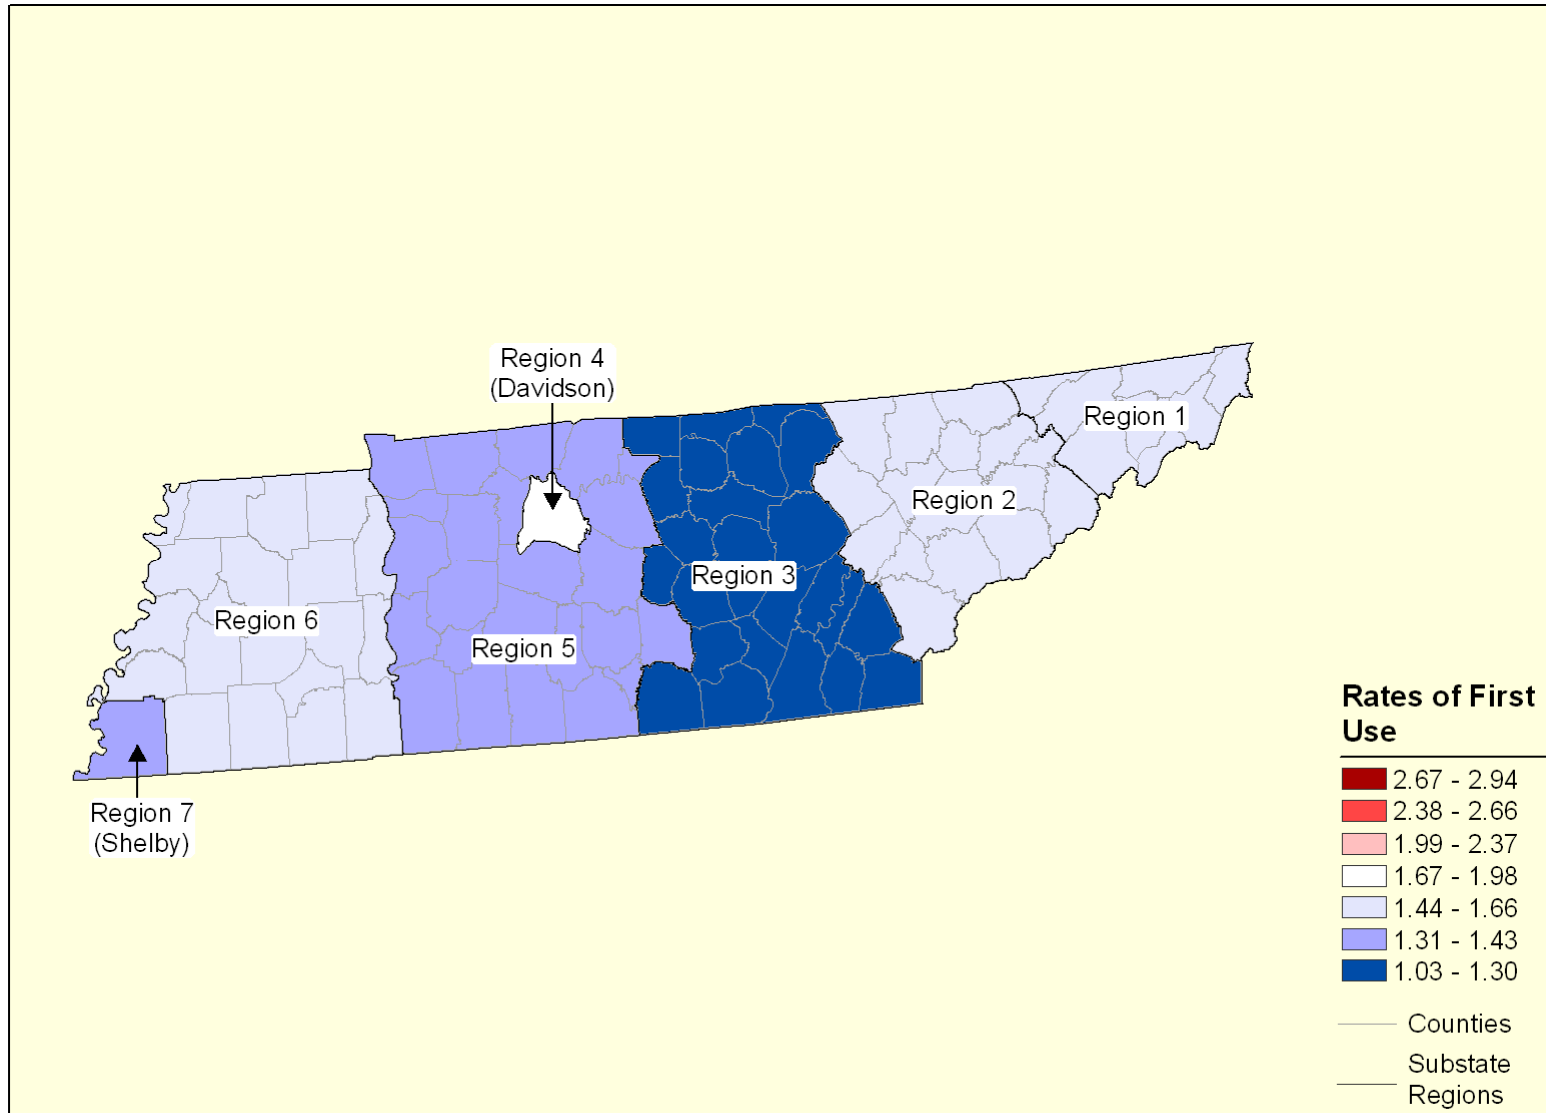 Region 4
(Davidson)
Region 1
Region 2
Region 3
Region 6
Region 5
Region 7
(Shelby)
Rates of First
Use
2.67 - 2.94
2.38 - 2.66
1.99 - 2.37
1.67 - 1.98
1.44 - 1.66
1.31 - 1.43
1.03 - 1.30
Counties
Substate
Regions